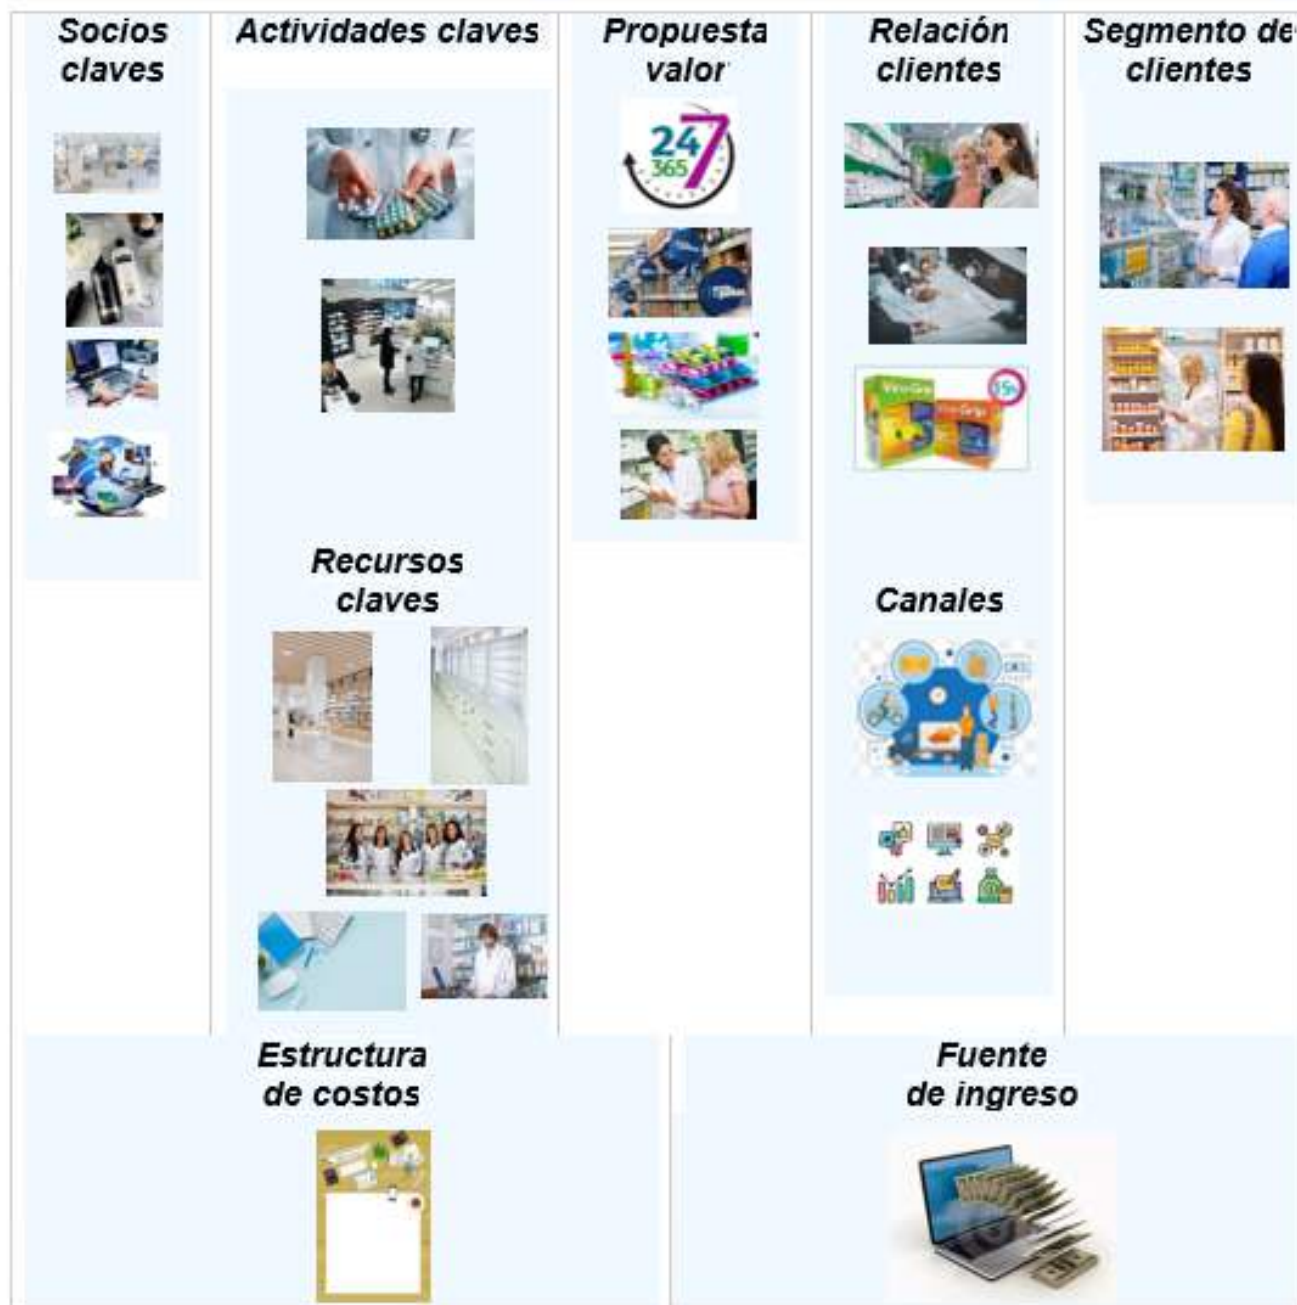 Socios
claves
Actividades claves
Propuesta
valor
Relación
clientes
Segmento de
clientes
24
7
365
Recursos
claves
Canales
Estructura
de costos
Fuente
de ingreso